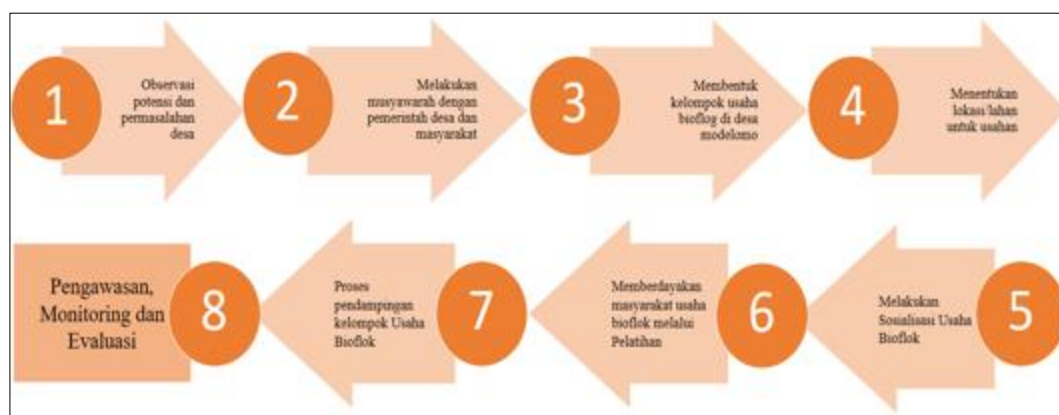 1
Observasi
potensi dan
permasalahan
desa
2
Melakukan
musyawarah dengan
pemerintah desa dan
masyarakat
3
Membentuk
kelompok usaha
bioflog di desa
modelomo
4
Menentukan
lokasi/lahan
untuk usahan
5
Melakukan
Sosialisasi Usaha
Bioflok
6
Memberdayakan
masyarakat usaha
bioflok melalui
Pelatihan
7
Proses
pendampingan
kelompok Usaha
Bioflok
8
Pengawasan,
Monitoring dan
Evaluasi